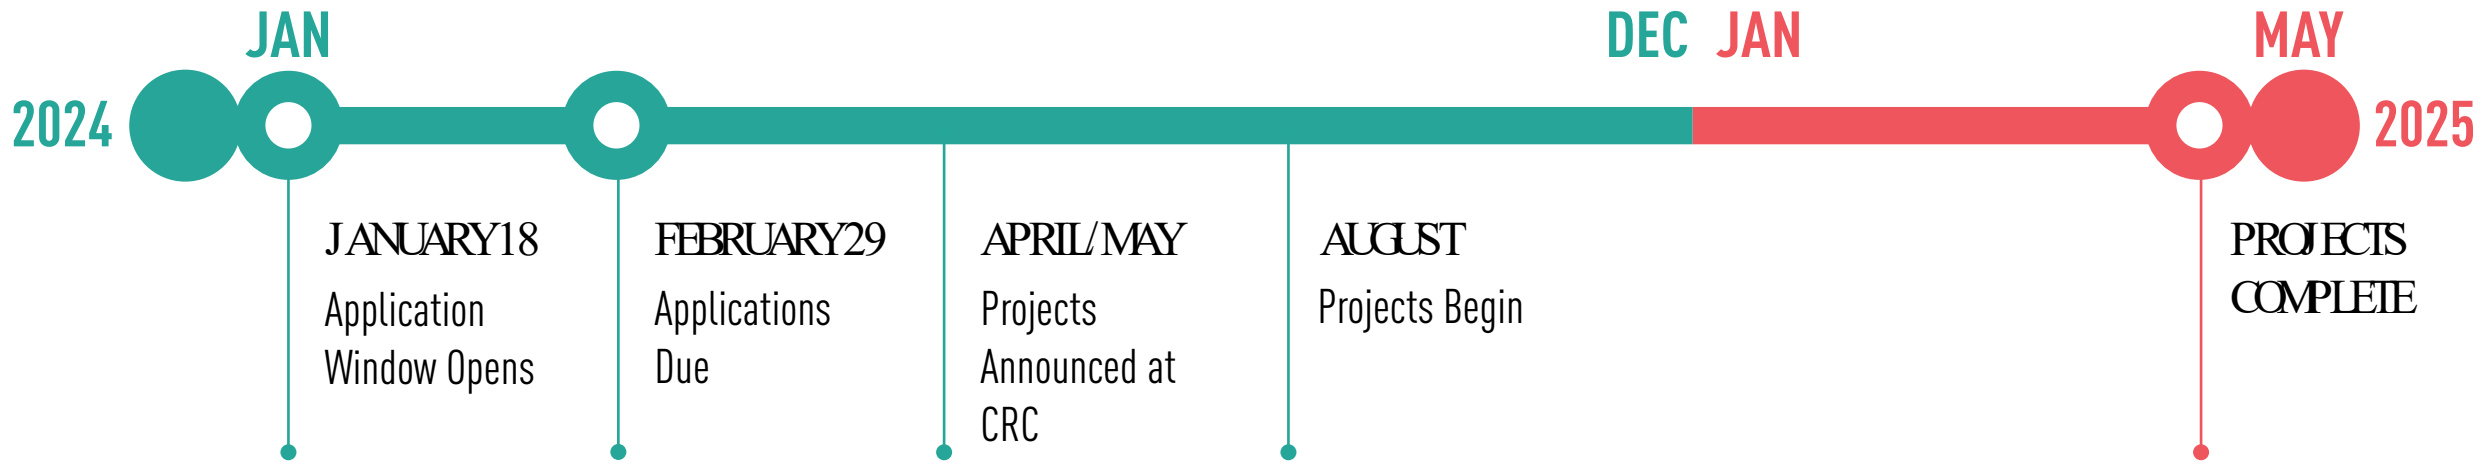 JAN
DEC JAN
MAY
2024
2025
JANUARY 18
Application
Window Opens
FEBRUARY 29
Applications
Due
APRIL/MAY
Projects
Announced at
CRC
AUGUST
Projects Begin
PROJECTS
COMPLETE